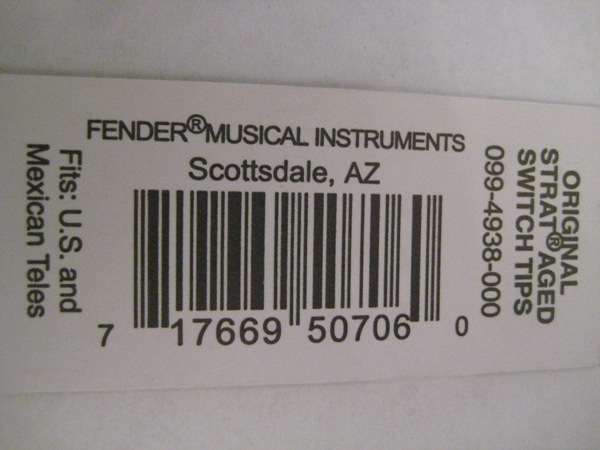 FENDER®MUSICAL INSTRUMENTS
Scottsdale, AZ
7 17669 50706 0
Fits: U.S. and
Mexican Teles
ORIGINAL
STRAT®AGED
SWITCH TIPS
099-4938-000